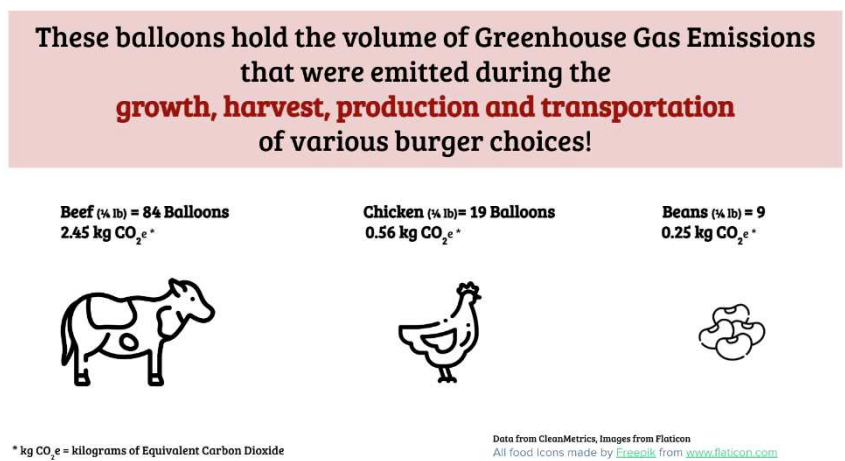 These balloons hold the volume of Greenhouse Gas Emissions
that were emitted during the
growth, harvest, production and transportation
of various burger choices!
Beef (¼ lb) = 84 Balloons
2.45 kg CO₂e *
Chicken (¼ lb)= 19 Balloons
0.56 kg CO₂e *
Beans (¼ lb) = 9
0.25 kg CO₂e *
* kg CO₂e = kilograms of Equivalent Carbon Dioxide
Data from CleanMetrics, Images from Flaticon
All food Icons made by Freepik from www.flaticon.com